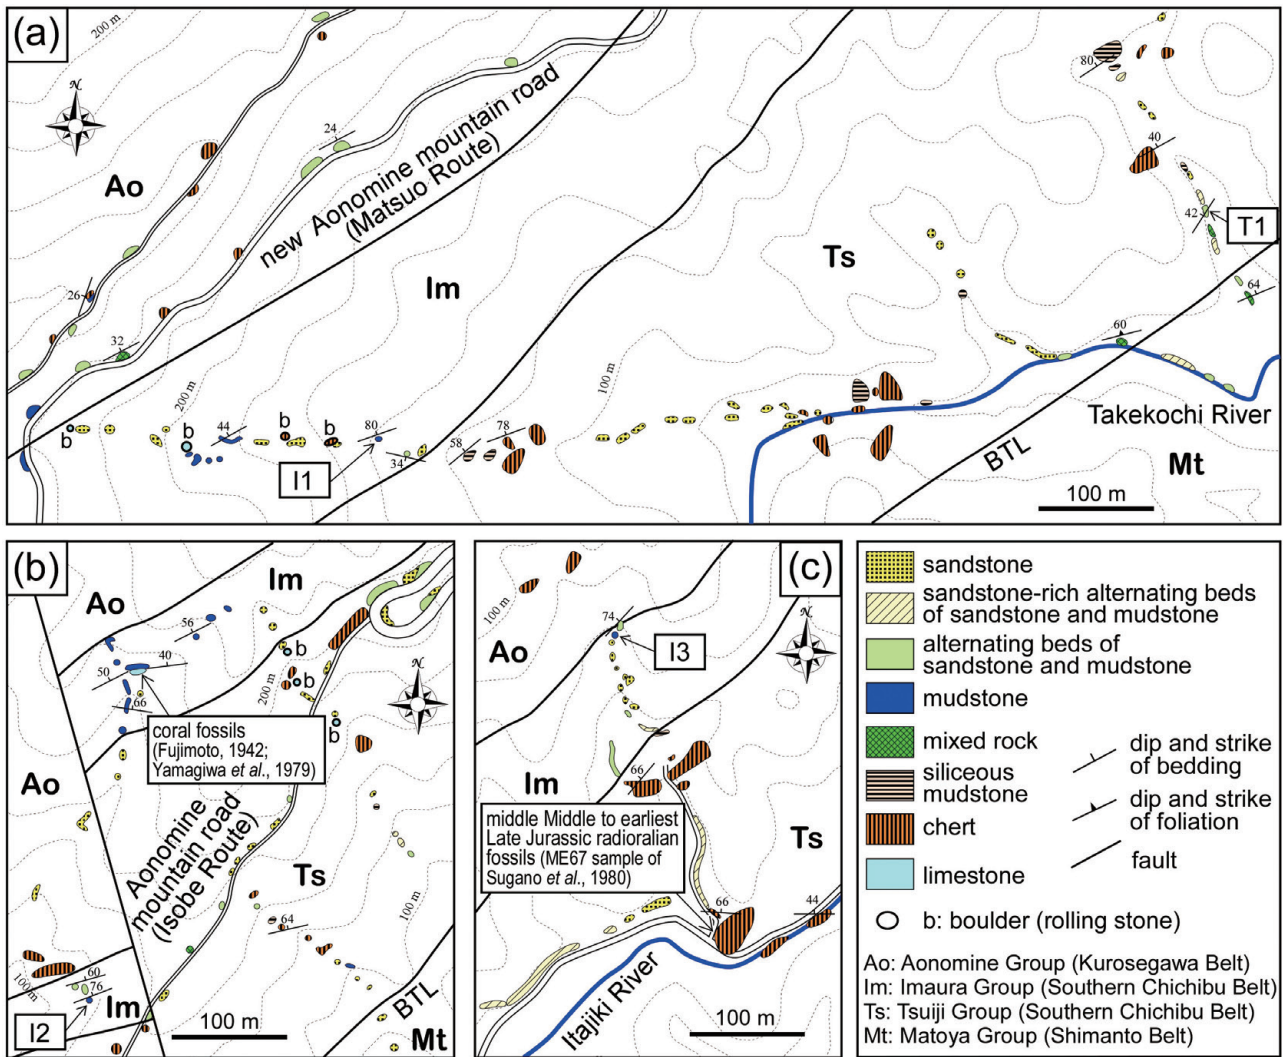 (a)
200 m
N
Ao
24
new Aonomine mountain road
(Matsuo Route)
26
32
Im
Ts
80
40
42
T1
64
60
200 m
100 m
b
b
44
b
b
80
I1
34
58
78
Takekochi River
BTL
Mt
100 m
(b)
Ao
Im
56
50
40
66
b
b
b
200 m
N
coral fossils
(Fujimoto, 1942;
Yamagiwa et al., 1979)
Ao
Aonomine
mountain road
(Isobe Route)
Ts
64
100 m
100 m
60
76
I2
Im
100 m
BTL
Mt
(c)
100 m
Ao
74
I3
N
Im
66
middle Middle to earliest
Late Jurassic radioralian
fossils (ME67 sample of
Sugano et al., 1980)
Ts
66
44
Itajiki River
100 m
sandstone
sandstone-rich alternating beds
of sandstone and mudstone
alternating beds of
sandstone and mudstone
mudstone
mixed rock
siliceous
mudstone
chert
limestone
dip and strike
of bedding
dip and strike
of foliation
fault
b: boulder (rolling stone)
Ao: Aonomine Group (Kurosegawa Belt)
Im: Imaura Group (Southern Chichibu Belt)
Ts: Tsuiji Group (Southern Chichibu Belt)
Mt: Matoya Group (Shimanto Belt)